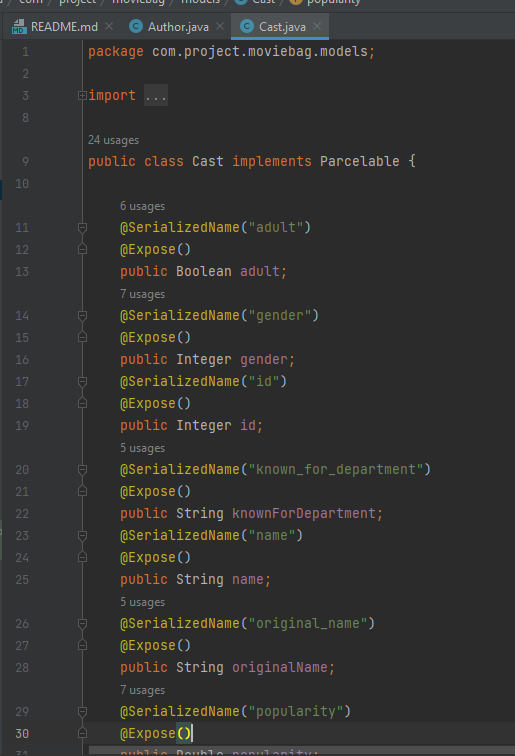 com / project / moviebag / models / Cast / popularity
README.md Author.java Cast.java
1 package com.project.moviebag.models;
2
3 import ...
8
24 usages
9 public class Cast implements Parcelable {
10
6 usages
11 @SerializedName("adult")
12 @Expose()
13 public Boolean adult;
7 usages
14 @SerializedName("gender")
15 @Expose()
16 public Integer gender;
17 @SerializedName("id")
18 @Expose()
19 public Integer id;
5 usages
20 @SerializedName("known_for_department")
21 @Expose()
22 public String knownForDepartment;
23 @SerializedName("name")
24 @Expose()
25 public String name;
5 usages
26 @SerializedName("original_name")
27 @Expose()
28 public String originalName;
7 usages
29 @SerializedName("popularity")
30 @Expose()
31 public Double popularity;